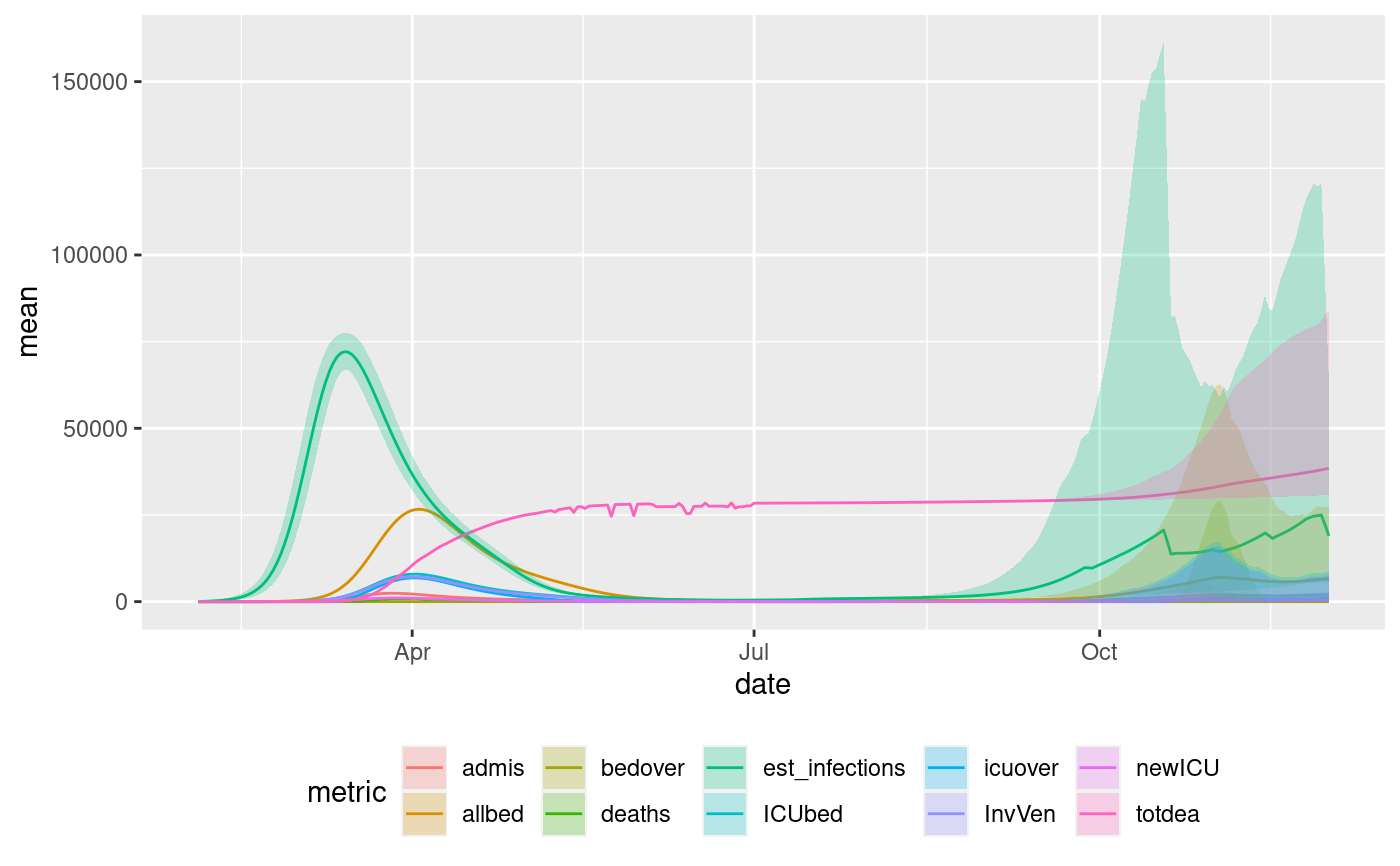 mean
150000
100000
50000
0
Apr Jul Oct
date
metric
admis bedover est_infections icuover newICU
allbed deaths ICUbed InvVen totdea